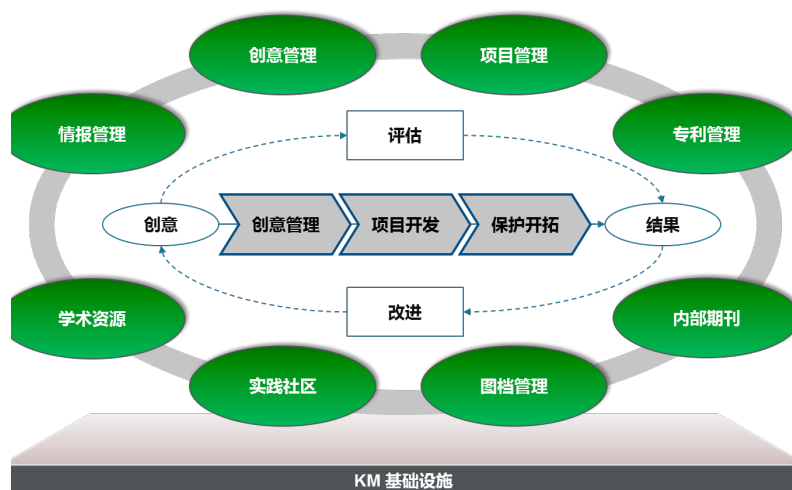 创意管理
项目管理
情报管理
专利管理
评估
创意
创意管理
项目开发
保护开拓
结果
改进
学术资源
内部期刊
实践社区
图档管理
KM 基础设施